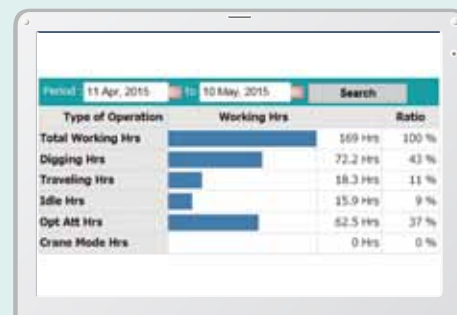 Period : 11 Apr, 2015 to 10 May, 2015 Search
Type of Operation Working Hrs Ratio
Total Working Hrs 169 Hrs 100 %
Digging Hrs 72.2 Hrs 43 %
Traveling Hrs 18.3 Hrs 11 %
Idle Hrs 15.9 Hrs 9 %
Opt Att Hrs 62.5 Hrs 37 %
Crane Mode Hrs 0 Hrs 0 %